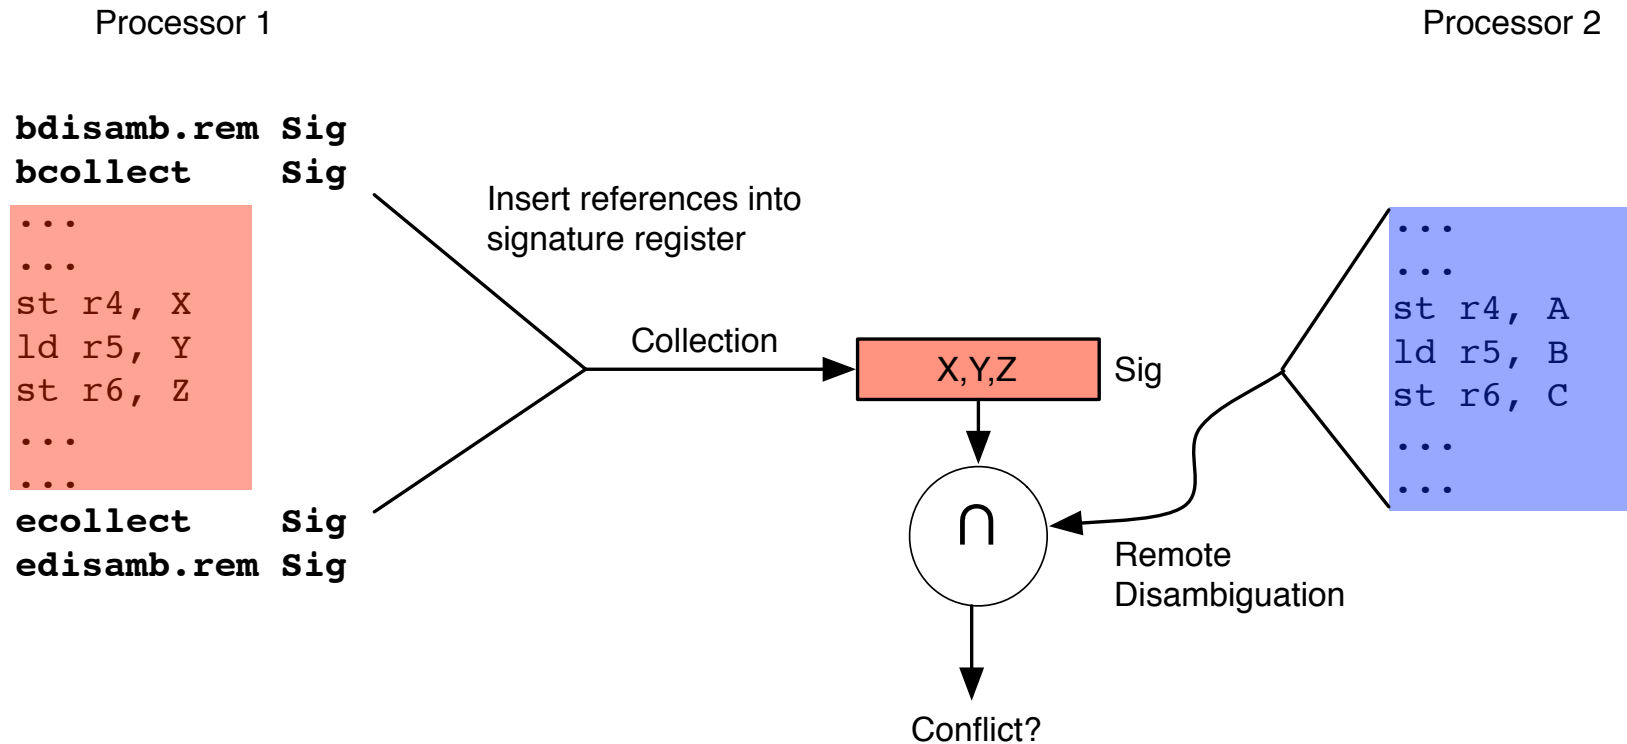 Processor 1
Processor 2
bdisamb.rem Sig
bcollect Sig
...
...
st r4, X
ld r5, Y
st r6, Z
...
...
ecollect Sig
edisamb.rem Sig
Insert references into
signature register
Collection
X,Y,Z
Sig
∩
Conflict?
Remote
Disambiguation
...
...
st r4, A
ld r5, B
st r6, C
...
...